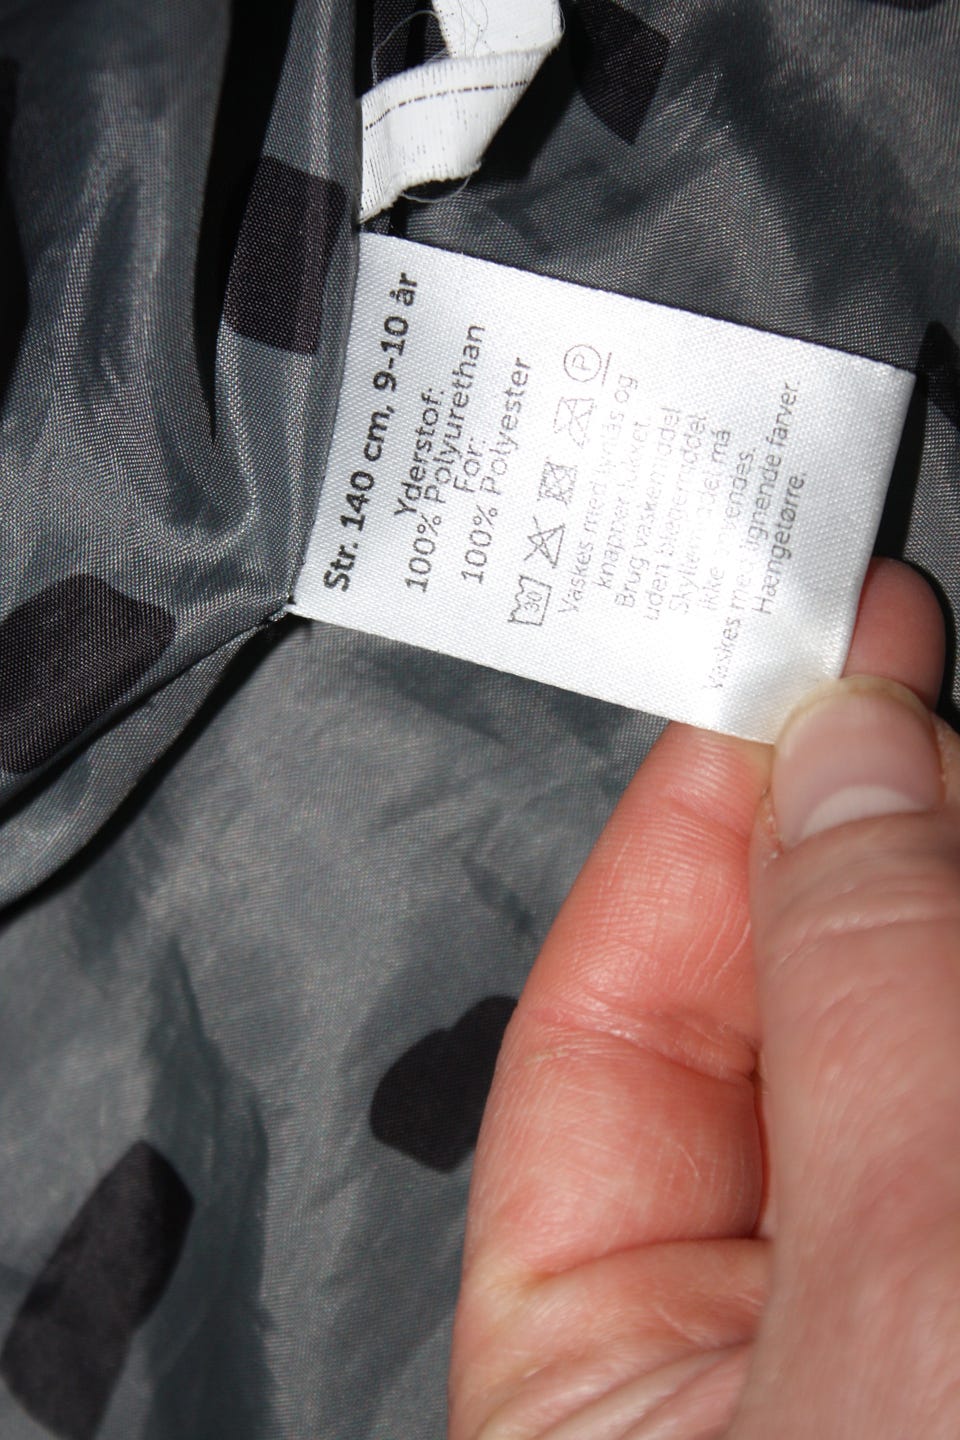 Str. 140 cm, 9-10 år
Yderstof:
100% Polyurethan
For:
100% Polyester
30 P
Vaskes med lynlås og
knapper lukket.
Brug vaskemiddel
uden blegemiddel.
Skyllemiddel må
ikke anvendes.
Vaskes med lignende farver.
Hængetørre.